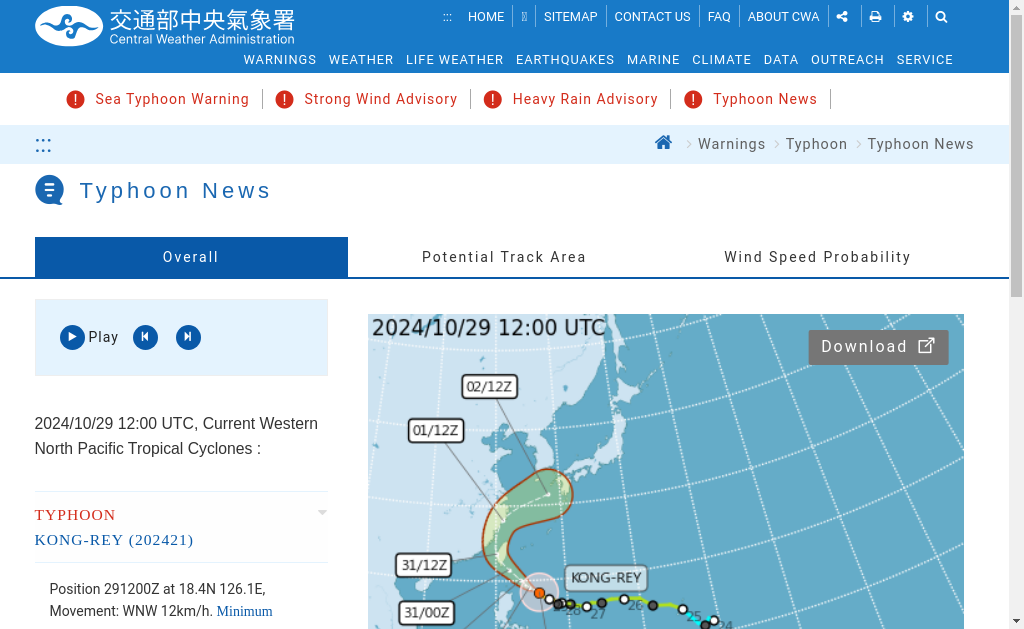 交通部中央氣象署
Central Weather Administration
::: HOME SITEMAP CONTACT US FAQ ABOUT CWA
WARNINGS WEATHER LIFE WEATHER EARTHQUAKES MARINE CLIMATE DATA OUTREACH SERVICE
Sea Typhoon Warning Strong Wind Advisory Heavy Rain Advisory Typhoon News
::: Warnings Typhoon Typhoon News
Typhoon News
Overall Potential Track Area Wind Speed Probability
Play
2024/10/29 12:00 UTC, Current Western
North Pacific Tropical Cyclones :
TYPHOON
KONG-REY (202421)
Position 291200Z at 18.4N 126.1E,
Movement: WNW 12km/h. Minimum
2024/10/29 12:00 UTC
Download
02/12Z
01/12Z
31/12Z
KONG-REY
31/00Z
28
27
26
25
24